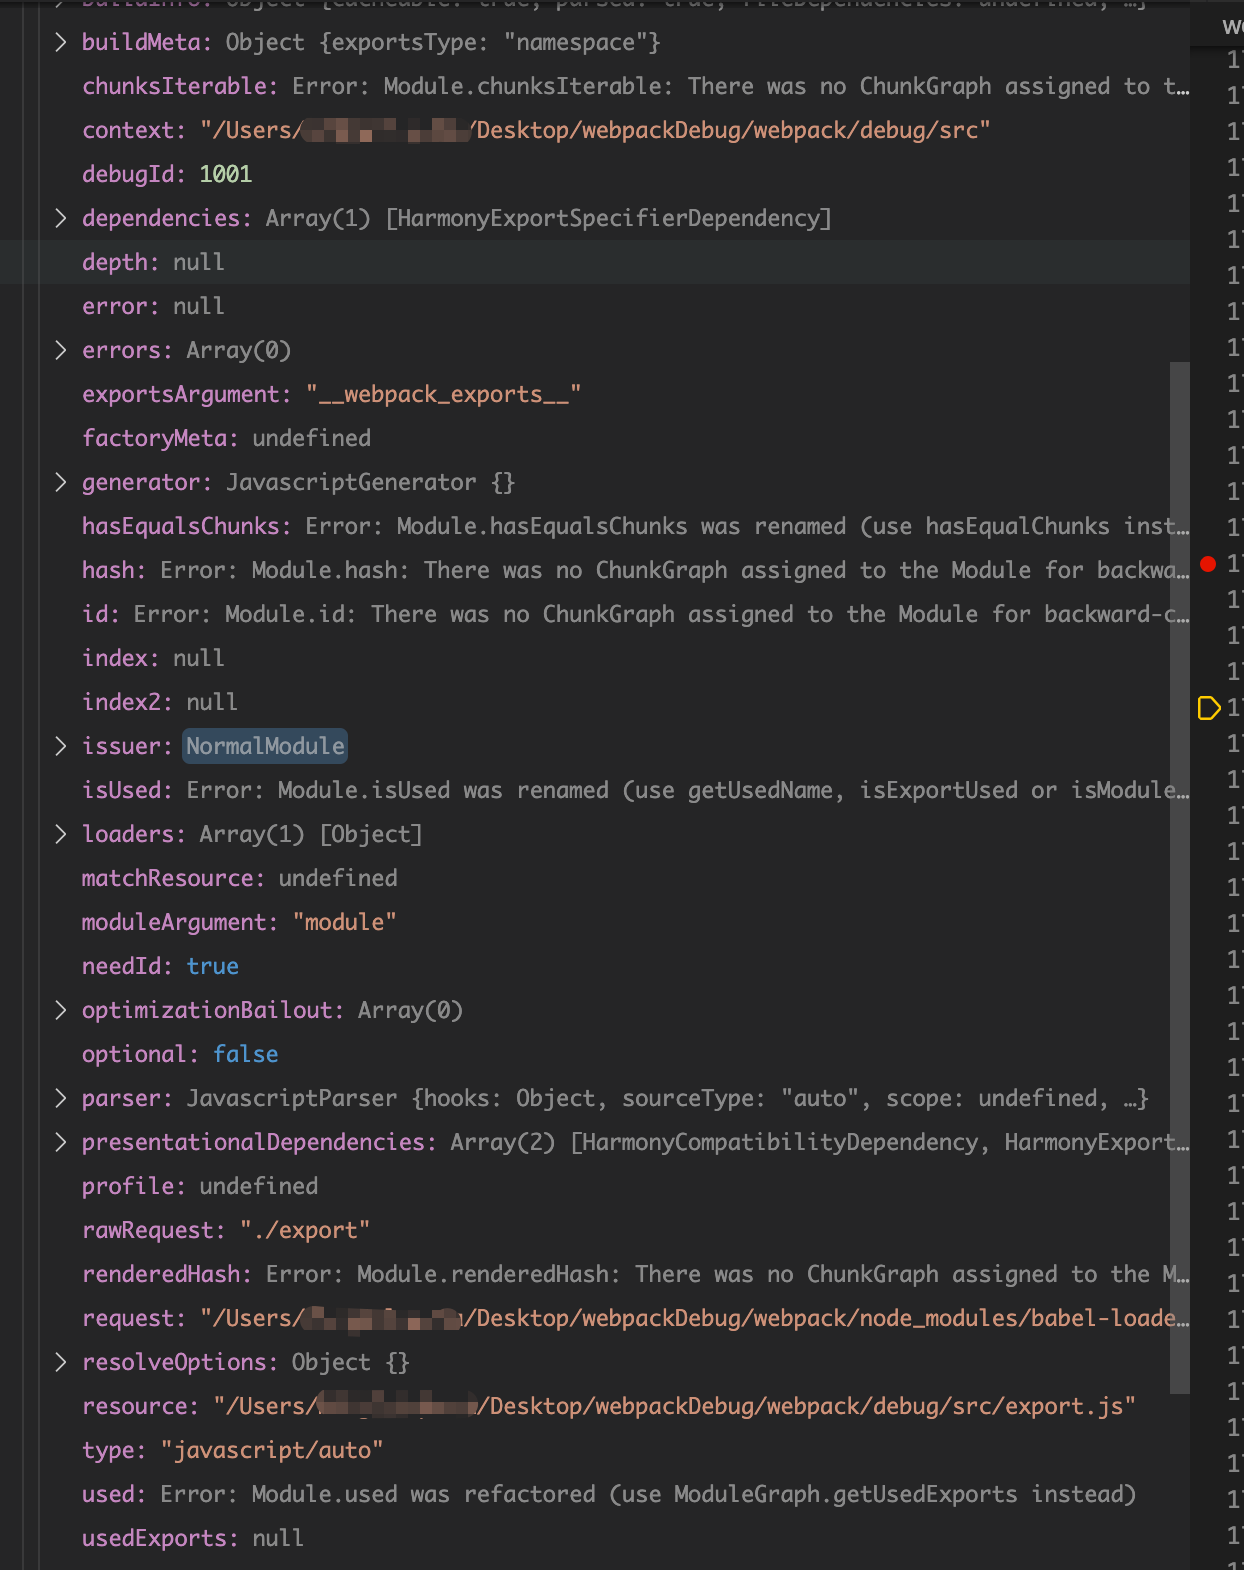 buildInfo: Object {cacheable: true, parsed: true, fileDependencies: undefined, …}
buildMeta: Object {exportsType: "namespace"}
chunksIterable: Error: Module.chunksIterable: There was no ChunkGraph assigned to t…
context: "/Users/ /Desktop/webpackDebug/webpack/debug/src"
debugId: 1001
dependencies: Array(1) [HarmonyExportSpecifierDependency]
depth: null
error: null
errors: Array(0)
exportsArgument: "__webpack_exports__"
factoryMeta: undefined
generator: JavascriptGenerator {}
hasEqualsChunks: Error: Module.hasEqualsChunks was renamed (use hasEqualChunks inst…
hash: Error: Module.hash: There was no ChunkGraph assigned to the Module for backwa…
id: Error: Module.id: There was no ChunkGraph assigned to the Module for backward-c…
index: null
index2: null
issuer: NormalModule
isUsed: Error: Module.isUsed was renamed (use getUsedName, isExportUsed or isModule…
loaders: Array(1) [Object]
matchResource: undefined
moduleArgument: "module"
needId: true
optimizationBailout: Array(0)
optional: false
parser: JavascriptParser {hooks: Object, sourceType: "auto", scope: undefined, …}
presentationalDependencies: Array(2) [HarmonyCompatibilityDependency, HarmonyExport…
profile: undefined
rawRequest: "./export"
renderedHash: Error: Module.renderedHash: There was no ChunkGraph assigned to the M…
request: "/Users/ /Desktop/webpackDebug/webpack/node_modules/babel-loade…
resolveOptions: Object {}
resource: "/Users/ /Desktop/webpackDebug/webpack/debug/src/export.js"
type: "javascript/auto"
used: Error: Module.used was refactored (use ModuleGraph.getUsedExports instead)
usedExports: null